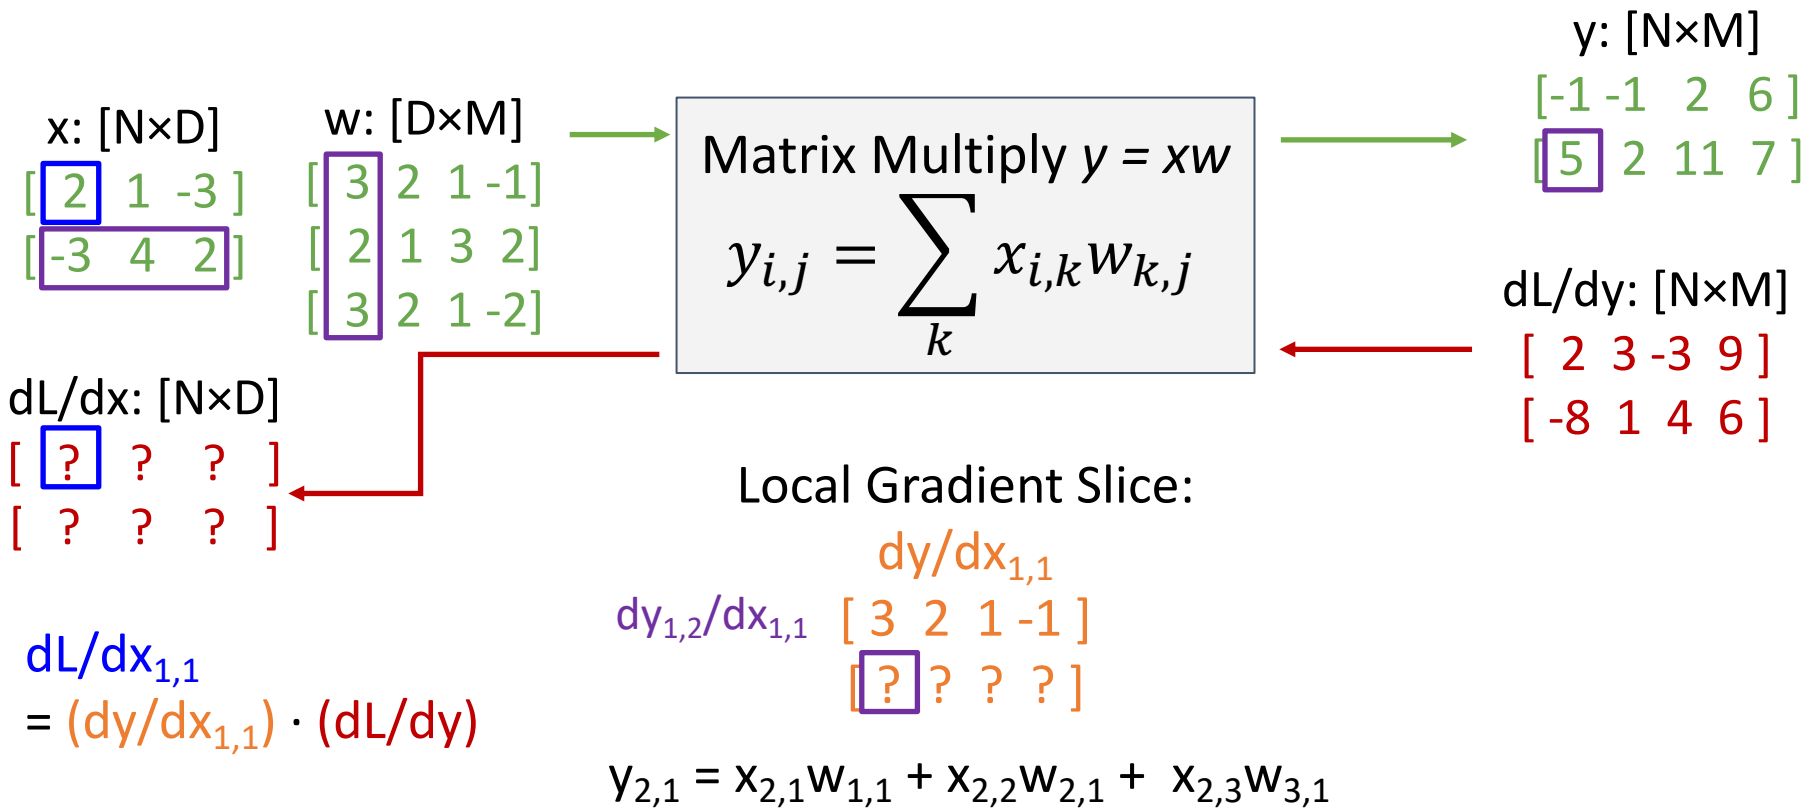 x: [N×D]
[ 2 1 -3 ]
[ -3 4 2 ]
w: [D×M]
[ 3 2 1 -1]
[ 2 1 3 2]
[ 3 2 1 -2]
Matrix Multiply y = xw
y_{i,j} = ∑_k x_{i,k}w_{k,j}
y: [N×M]
[-1 -1 2 6 ]
[ 5 2 11 7 ]
dL/dy: [N×M]
[ 2 3 -3 9 ]
[ -8 1 4 6 ]
dL/dx: [N×D]
[ ? ? ? ]
[ ? ? ? ]
Local Gradient Slice:
dy/dx_{1,1}
dy_{1,2}/dx_{1,1} [ 3 2 1 -1 ]
[ ? ? ? ? ]
dL/dx_{1,1}
= (dy/dx_{1,1}) · (dL/dy)
y_{2,1} = x_{2,1}w_{1,1} + x_{2,2}w_{2,1} + x_{2,3}w_{3,1}